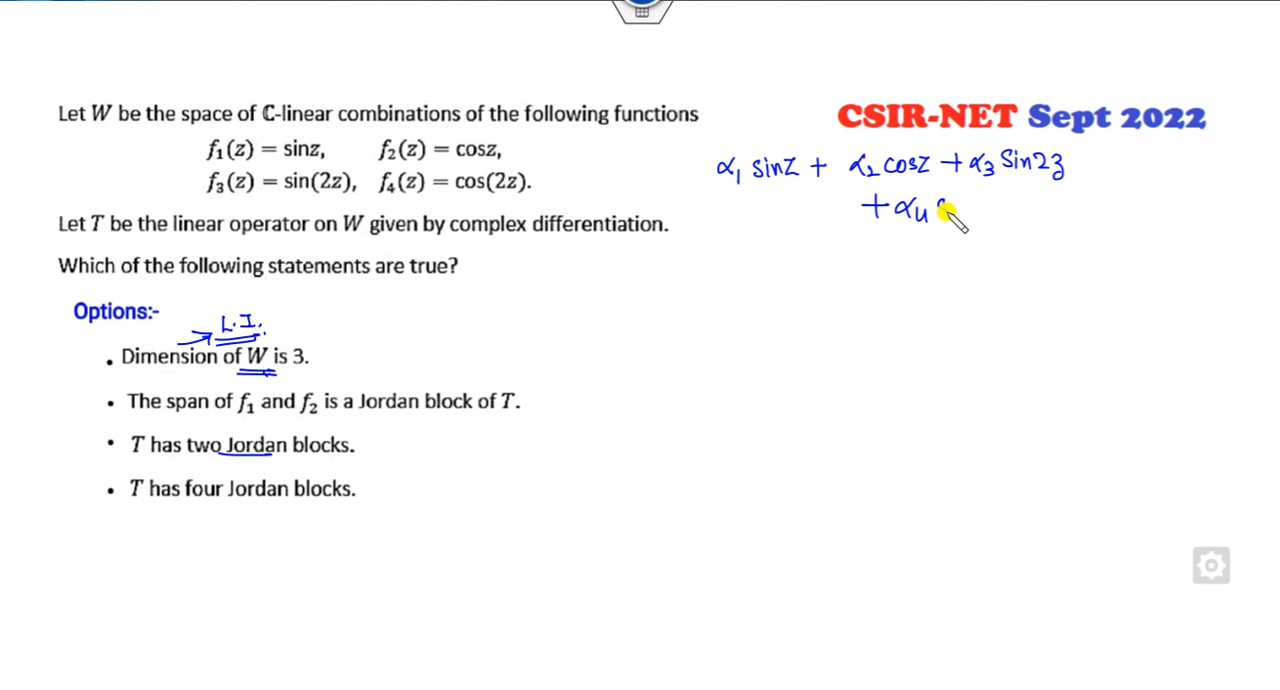 Let W be the space of ℂ-linear combinations of the following functions
CSIR-NET Sept 2022
f₁(z) = sinz, f₂(z) = cosz,
f₃(z) = sin(2z), f₄(z) = cos(2z).
α₁ sinz + α₂ cosz + α₃ Sin2z
+ α₄
Let T be the linear operator on W given by complex differentiation.
Which of the following statements are true?
Options:-
L.I.
• Dimension of W is 3.
• The span of f₁ and f₂ is a Jordan block of T.
• T has two Jordan blocks.
• T has four Jordan blocks.